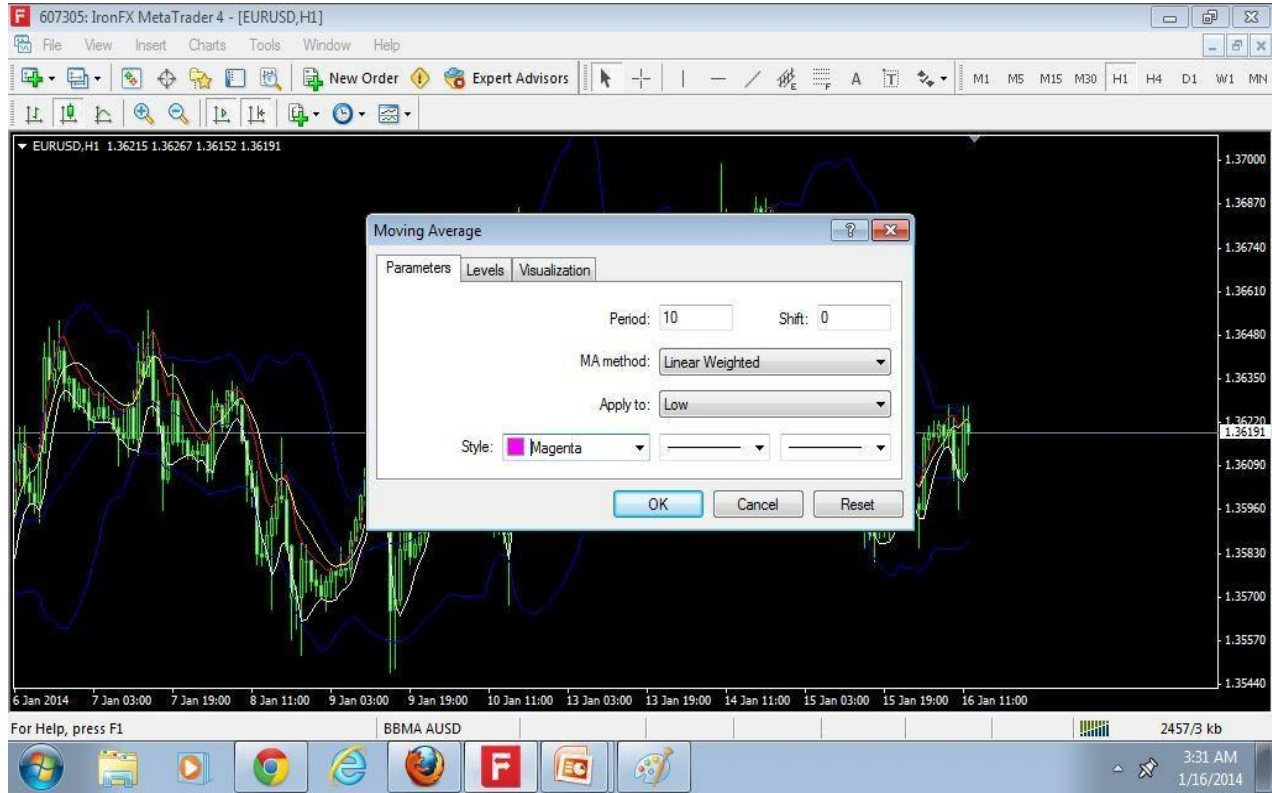 607305: IronFX MetaTrader 4 - [EURUSD,H1]
File View Insert Charts Tools Window Help
New Order Expert Advisors A T M1 M5 M15 M30 H1 H4 D1 W1 MN
EURUSD,H1 1.36215 1.36267 1.36152 1.36191
1.37000
1.36870
1.36740
1.36610
1.36480
1.36350
1.36220
1.36191
1.36090
1.35960
1.35830
1.35700
1.35570
1.35440
Moving Average
Parameters Levels Visualization
Period: 10 Shift: 0
MA method: Linear Weighted
Apply to: Low
Style: Magenta
OK Cancel Reset
6 Jan 2014 7 Jan 03:00 7 Jan 19:00 8 Jan 11:00 9 Jan 03:00 9 Jan 19:00 10 Jan 11:00 13 Jan 03:00 13 Jan 19:00 14 Jan 11:00 15 Jan 03:00 15 Jan 19:00 16 Jan 11:00
For Help, press F1 BBMA AUSD 2457/3 kb
3:31 AM
1/16/2014